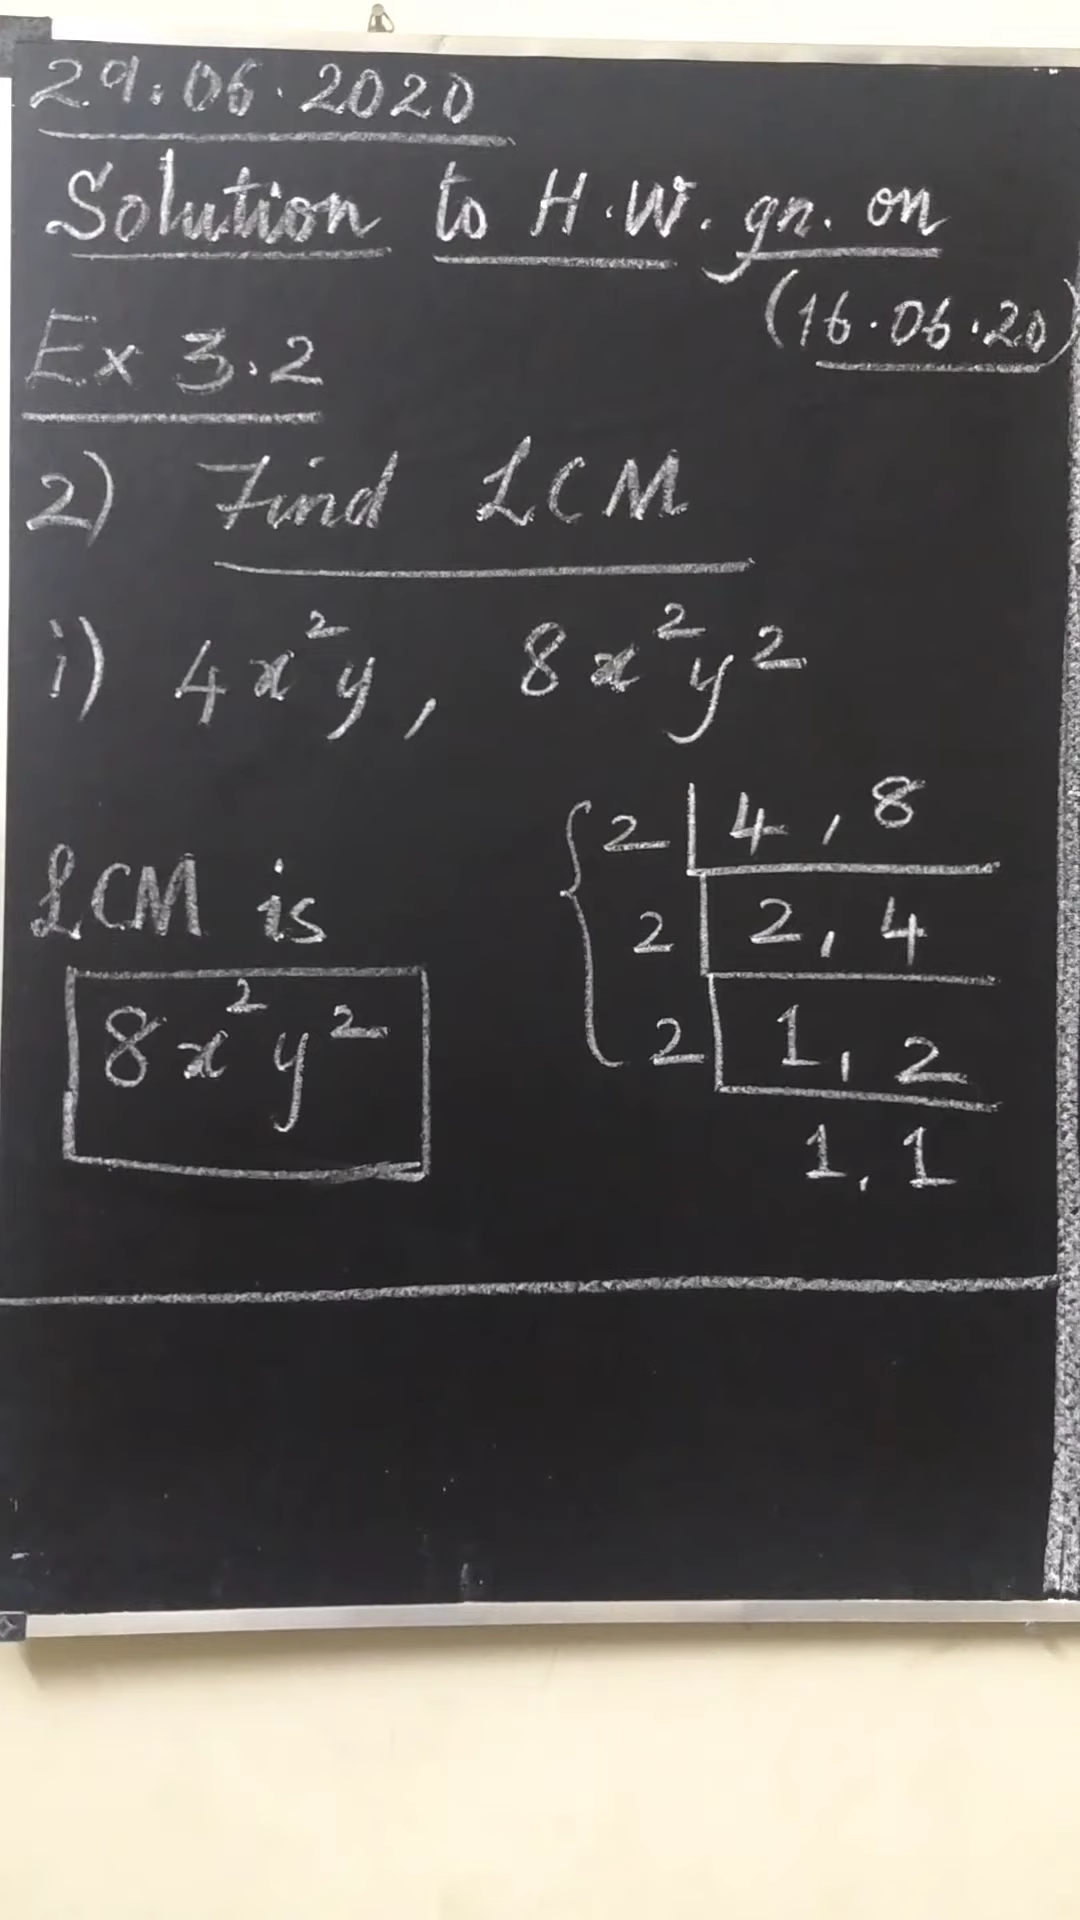 29.06.2020
Solution to H.W. gn. on
(16.06.20)
Ex 3.2
2) Find LCM
i) 4x²y, 8x²y²
2 | 4, 8
LCM is
2 | 2, 4
8x²y²
2 | 1, 2
1, 1